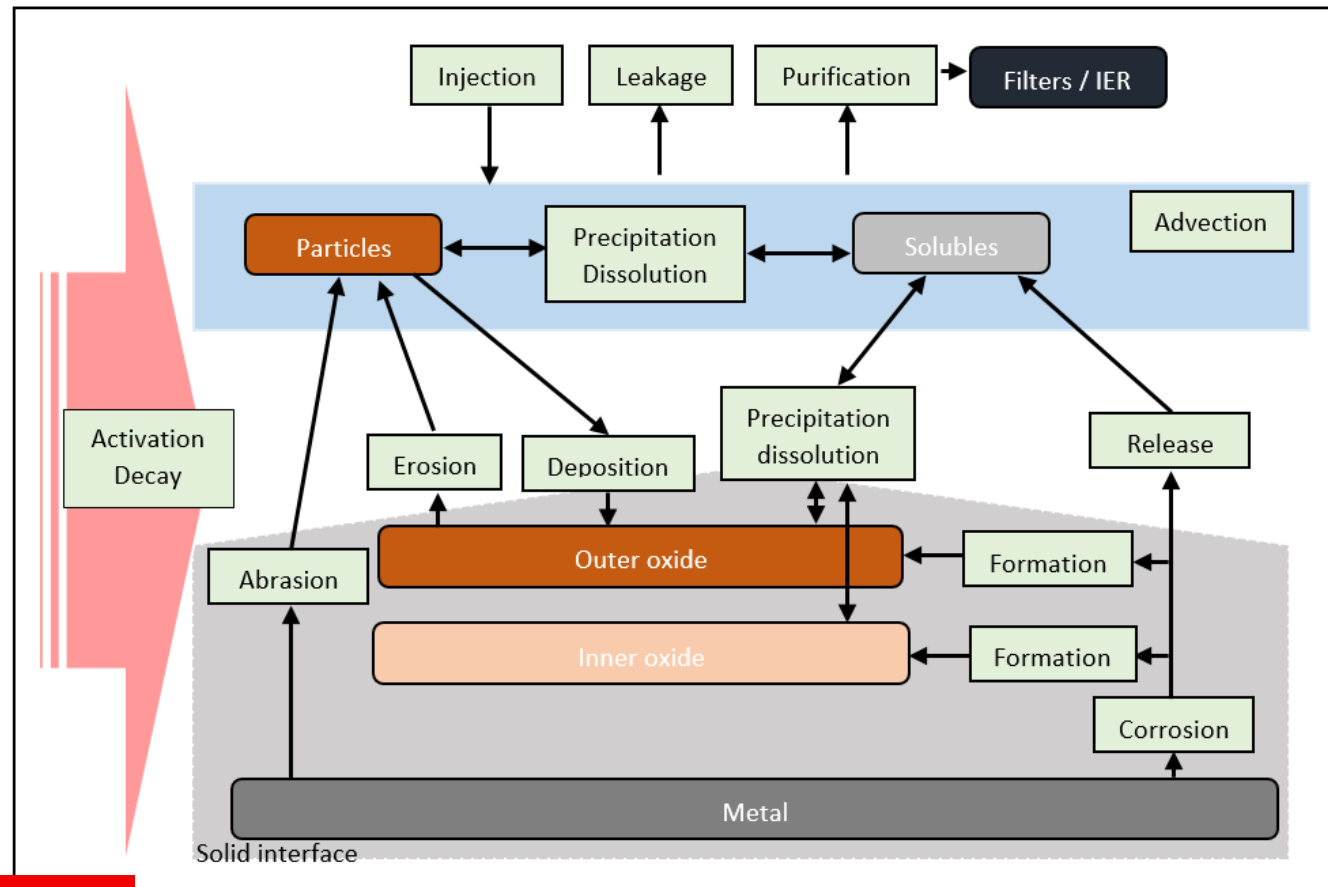 Injection
Leakage
Purification
Filters / IER
Advection
Particles
Precipitation
Dissolution
Solubles
Activation
Decay
Erosion
Deposition
Precipitation
dissolution
Release
Abrasion
Outer oxide
Formation
Inner oxide
Formation
Corrosion
Metal
Solid interface